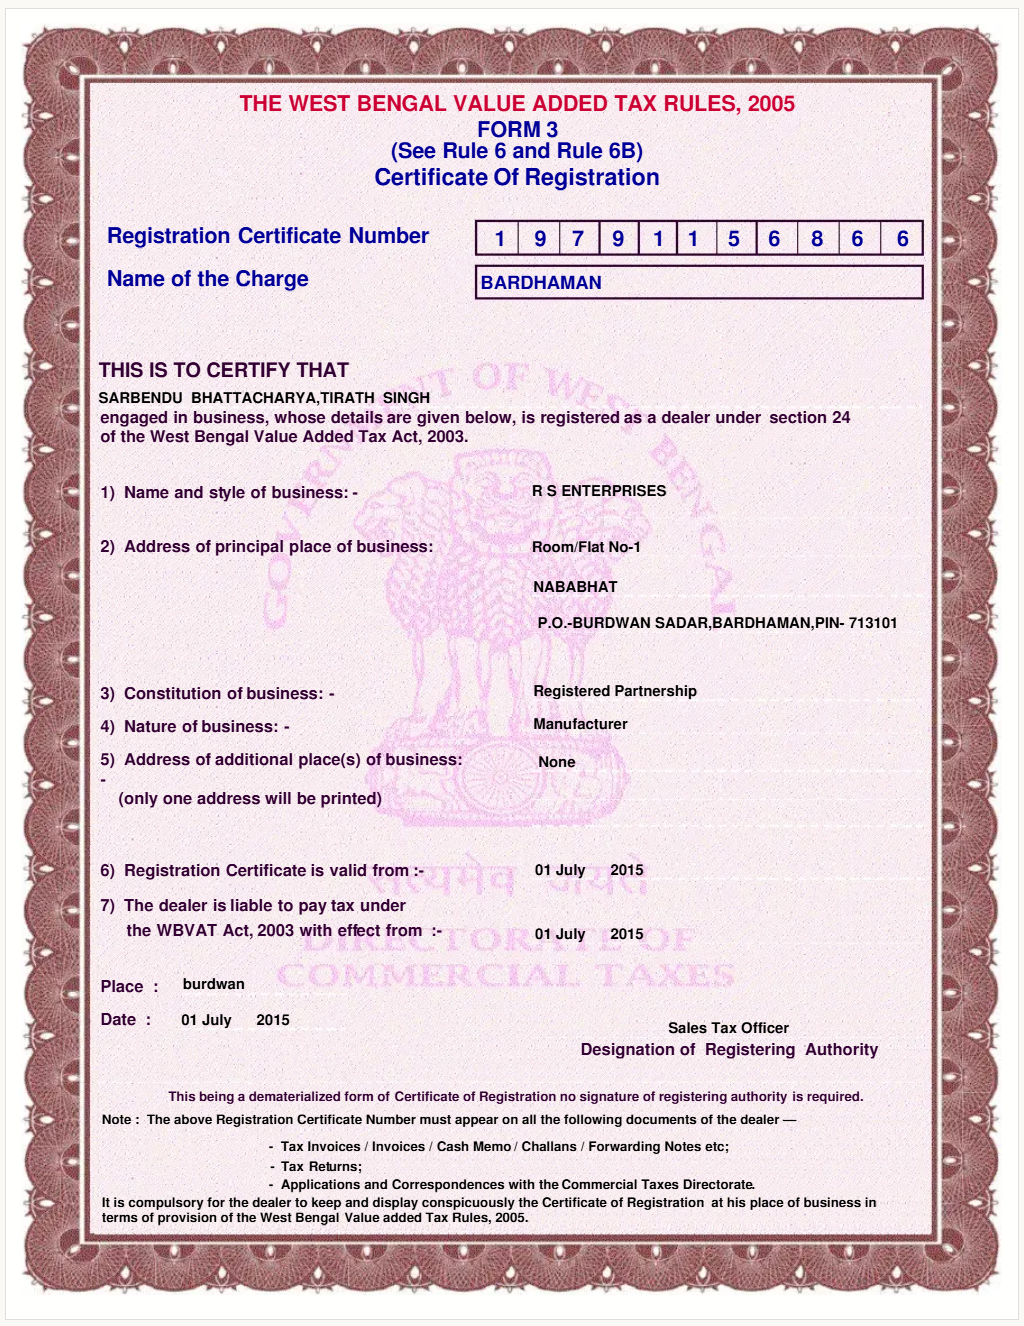 THE WEST BENGAL VALUE ADDED TAX RULES, 2005
FORM 3
(See Rule 6 and Rule 6B)
Certificate Of Registration
Registration Certificate Number 1 9 7 9 1 1 5 6 8 6 6
Name of the Charge BARDHAMAN
THIS IS TO CERTIFY THAT
SARBENDU BHATTACHARYA,TIRATH SINGH
engaged in business, whose details are given below, is registered as a dealer under section 24
of the West Bengal Value Added Tax Act, 2003.
GOVERNMENT OF WEST BENGAL
1) Name and style of business: - R S ENTERPRISES
2) Address of principal place of business: Room/Flat No-1
NABABHAT
P.O.-BURDWAN SADAR,BARDHAMAN,PIN- 713101
3) Constitution of business: - Registered Partnership
4) Nature of business: - Manufacturer
5) Address of additional place(s) of business: None
-
(only one address will be printed)
6) Registration Certificate is valid from :- 01 July 2015
सत्यमेव जयते
7) The dealer is liable to pay tax under
the WBVAT Act, 2003 with effect from :- 01 July 2015
DIRECTORATE OF
COMMERCIAL TAXES
Place : burdwan
Date : 01 July 2015
Sales Tax Officer
Designation of Registering Authority
This being a dematerialized form of Certificate of Registration no signature of registering authority is required.
Note : The above Registration Certificate Number must appear on all the following documents of the dealer —
- Tax Invoices / Invoices / Cash Memo / Challans / Forwarding Notes etc;
- Tax Returns;
- Applications and Correspondences with the Commercial Taxes Directorate.
It is compulsory for the dealer to keep and display conspicuously the Certificate of Registration at his place of business in
terms of provision of the West Bengal Value added Tax Rules, 2005.